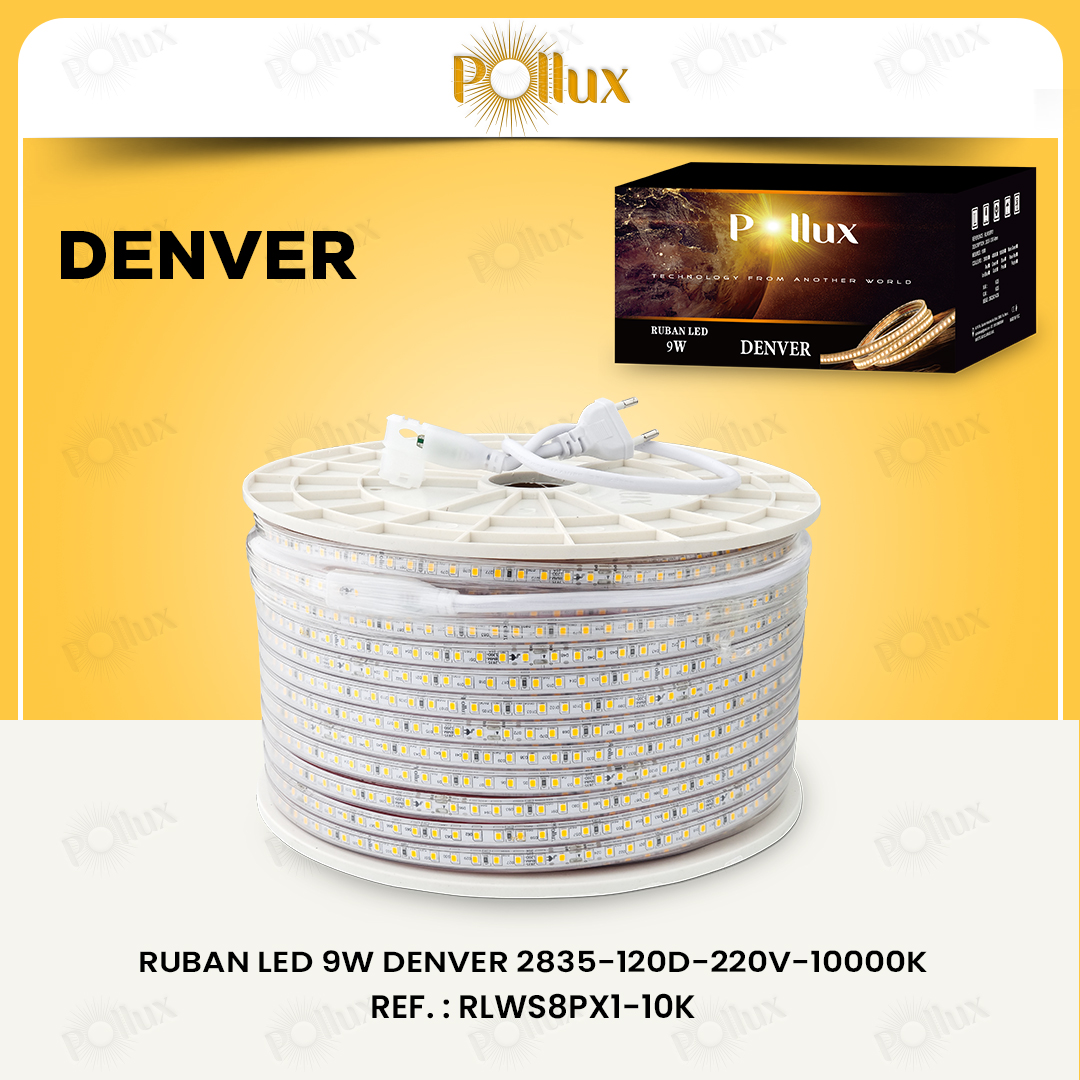 Pollux
DENVER
Pollux
TECHNOLOGY FROM ANOTHER WORLD
RUBAN LED
9W
DENVER
RUBAN LED 9W DENVER 2835-120D-220V-10000K
REF. : RLWS8PX1-10K